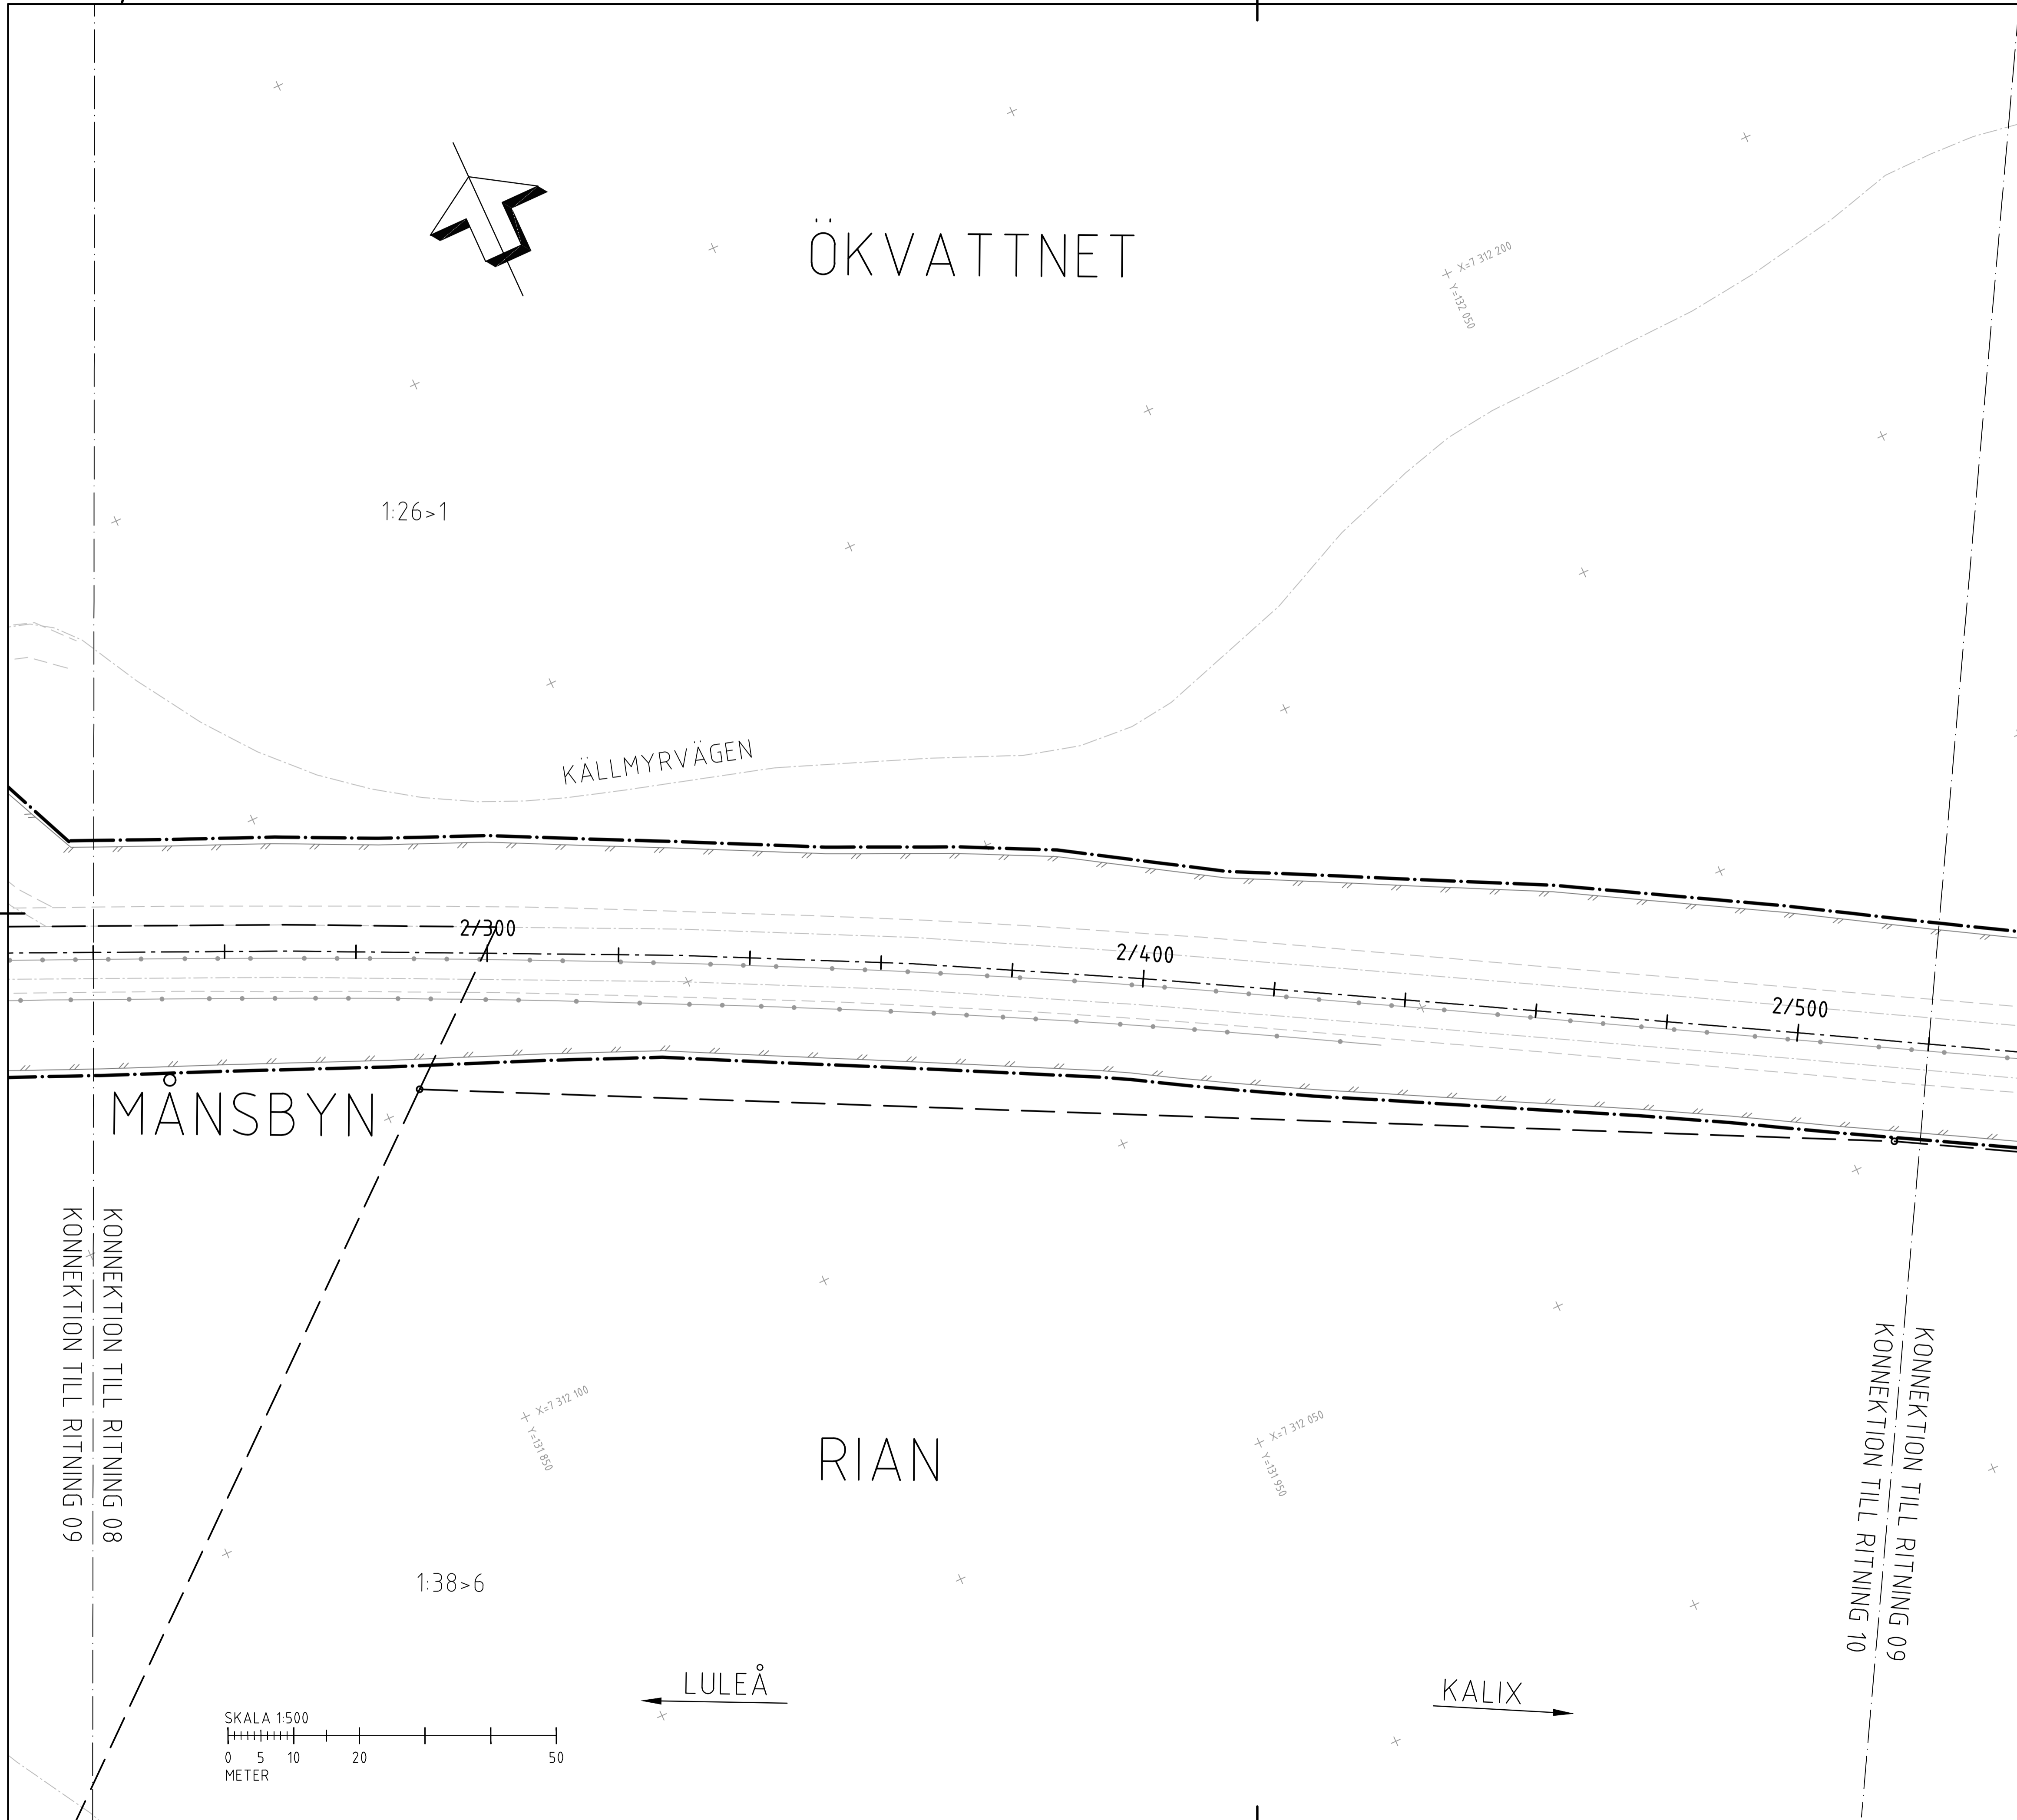 ÖKVATTNET
X=7 312 200
Y=132 050
1:26>1
KÄLLMYRVÄGEN
2/300
2/400
2/500
MÅNSBYN
KONNEKTION TILL RITNING 08
KONNEKTION TILL RITNING 09
KONNEKTION TILL RITNING 09
KONNEKTION TILL RITNING 10
X=7 312 100
Y=131 850
X=7 312 050
Y=131 950
RIAN
1:38>6
LULEÅ
KALIX
SKALA 1:500
0 5 10 20 50
METER